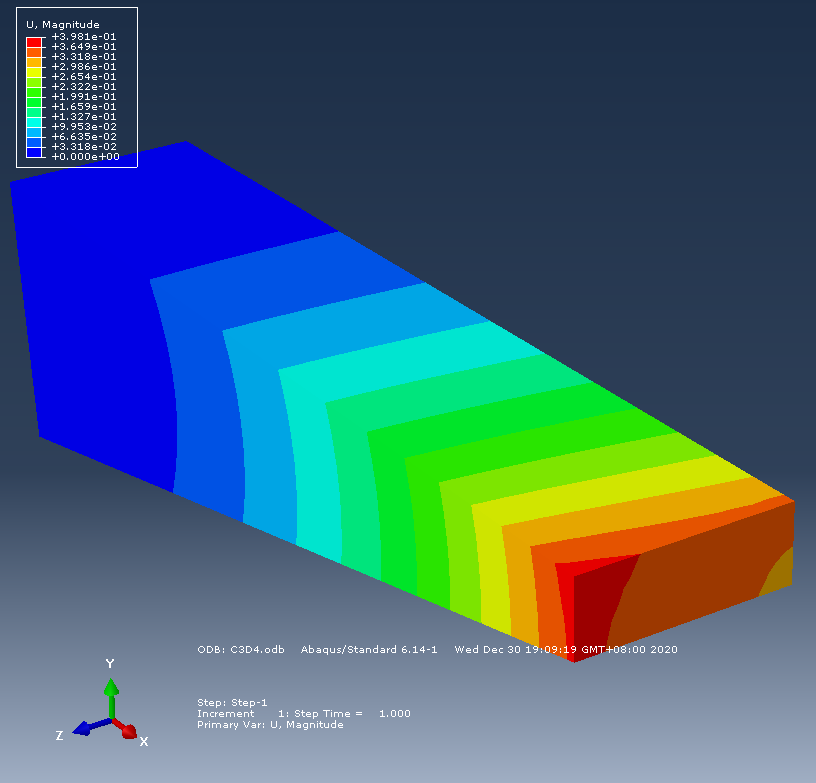 U, Magnitude
+3.981e-01
+3.649e-01
+3.318e-01
+2.986e-01
+2.654e-01
+2.322e-01
+1.991e-01
+1.659e-01
+1.327e-01
+9.953e-02
+6.635e-02
+3.318e-02
+0.000e+00
ODB: C3D4.odb Abaqus/Standard 6.14-1 Wed Dec 30 19:09:19 GMT+08:00 2020
Y
Z
X
Step: Step-1
Increment 1: Step Time = 1.000
Primary Var: U, Magnitude